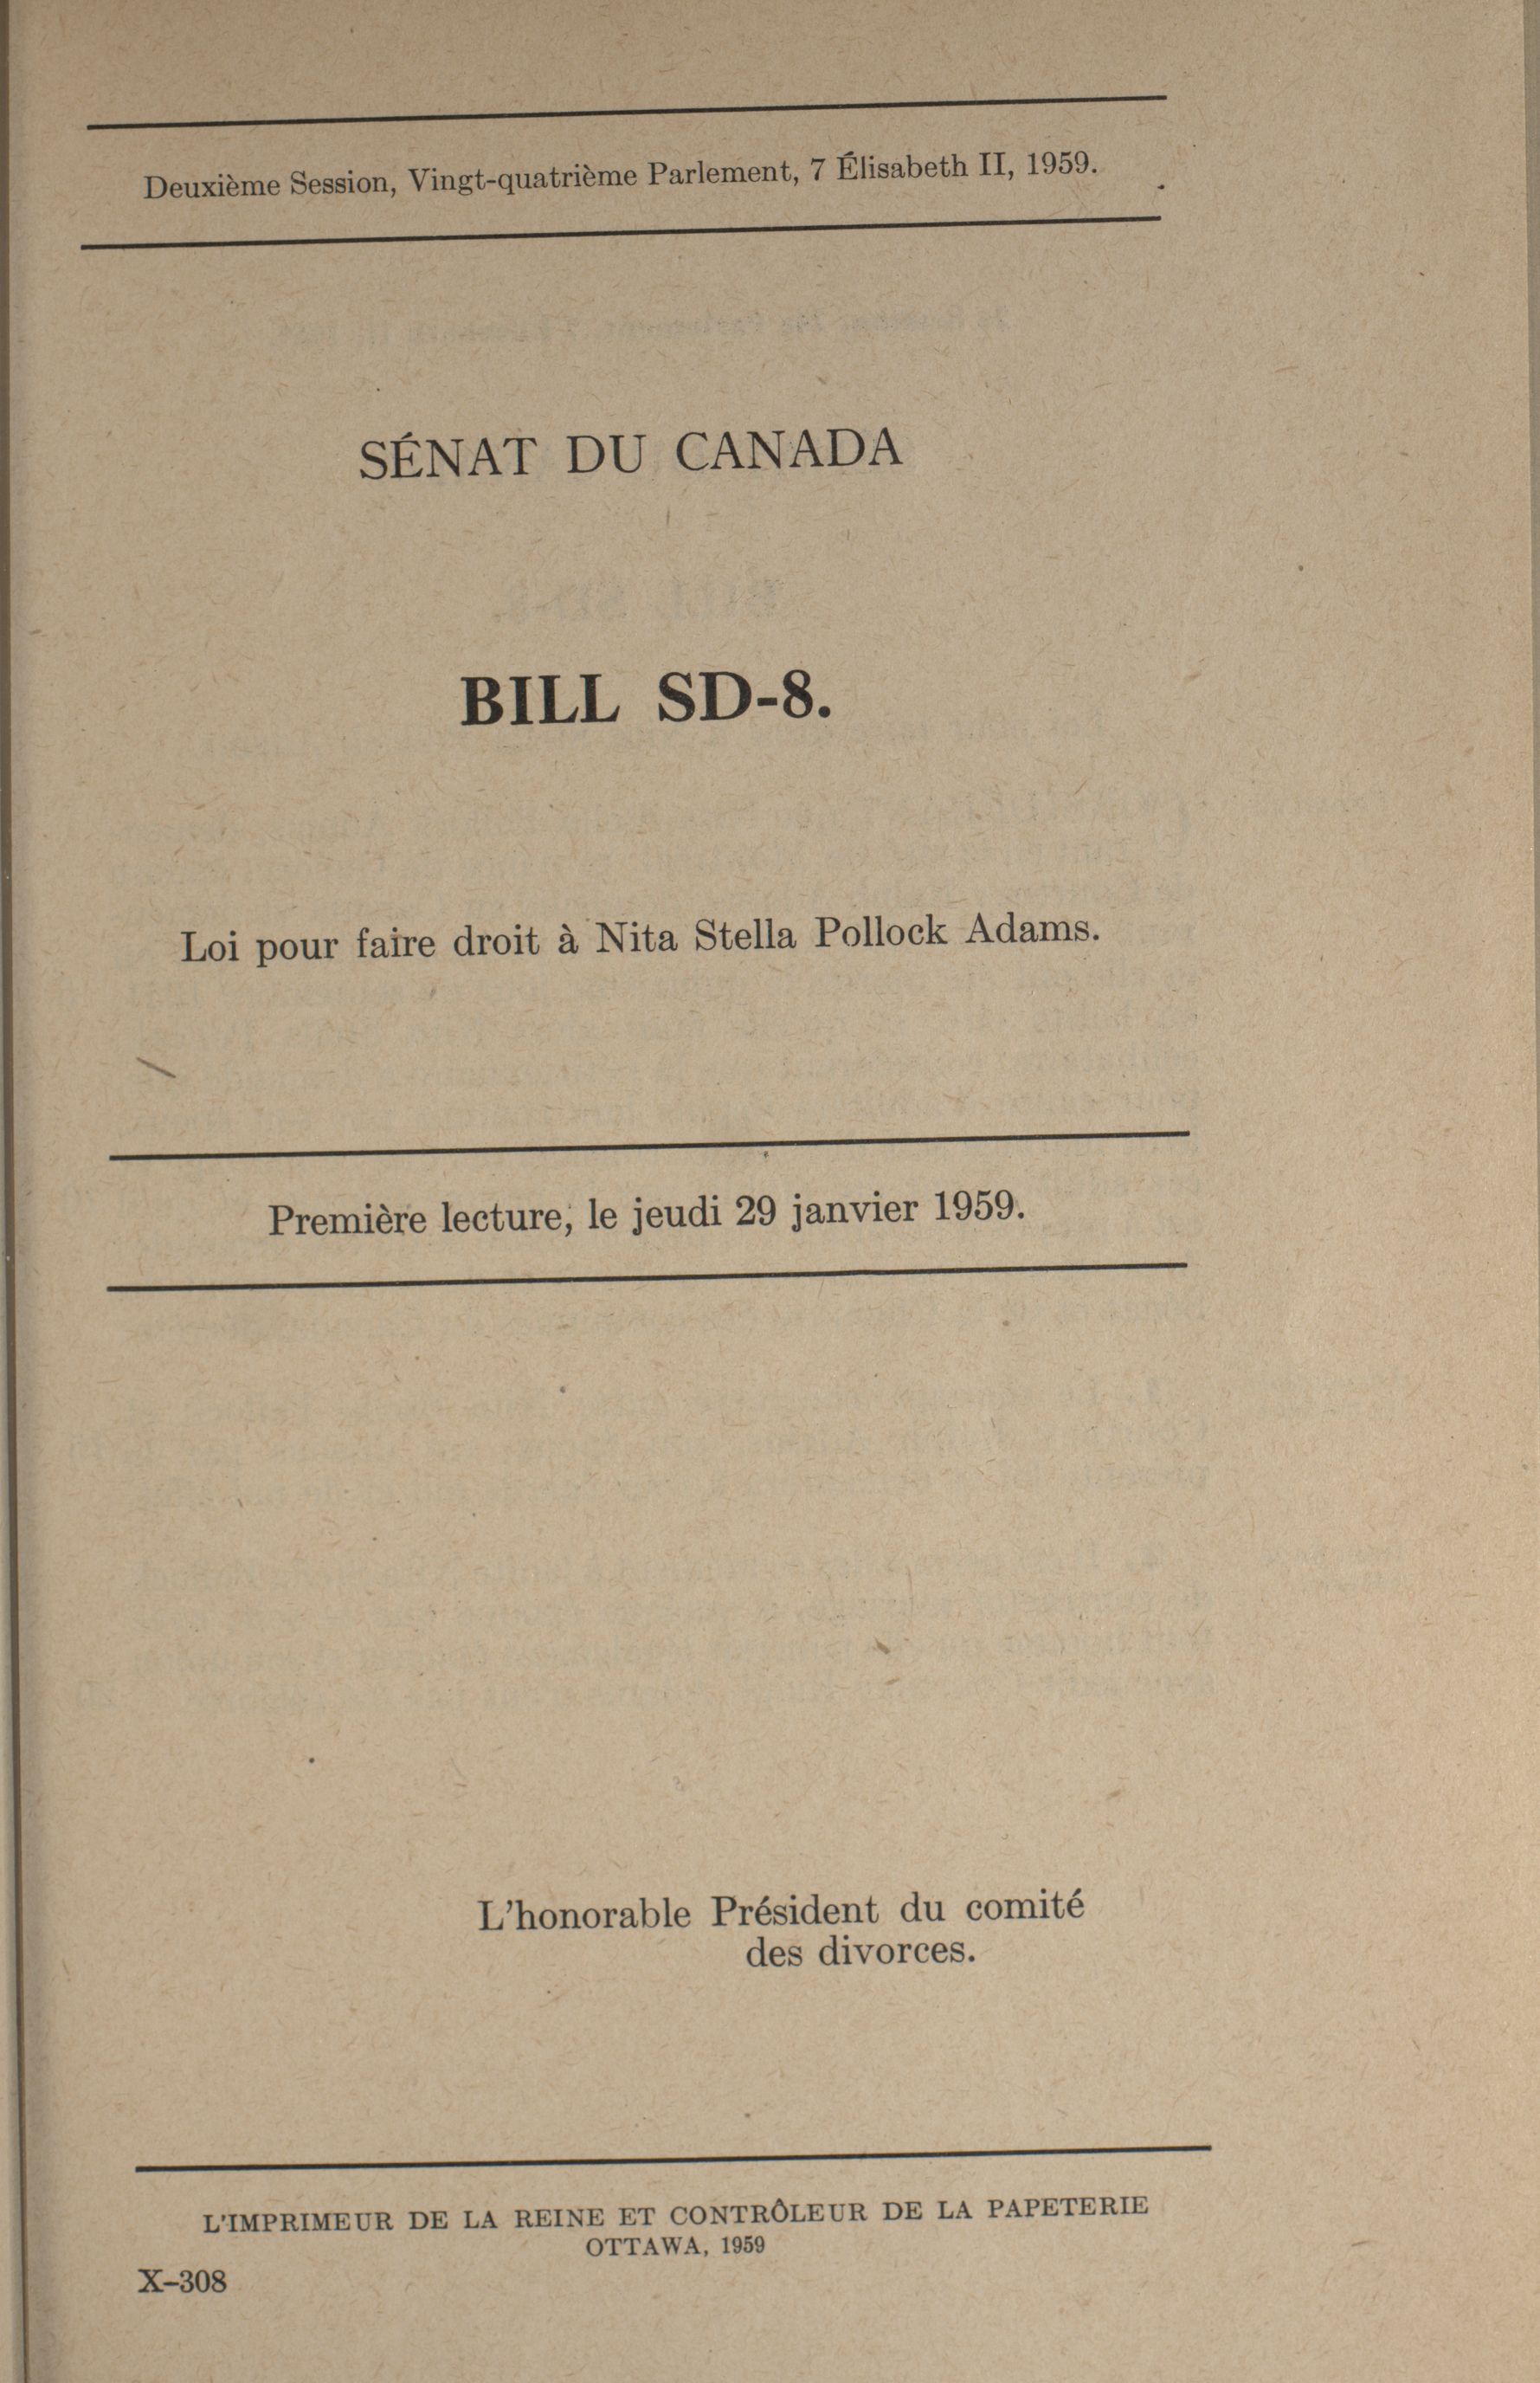 Deuxième Session, Vingt-quatrième Parlement, 7 Élisabeth II, 1959.
SÉNAT DU CANADA
BILL SD-8.
Loi pour faire droit à Nita Stella Pollock Adams.
Première lecture, le jeudi 29 janvier 1959.
L'honorable Président du comité
des divorces.
L'IMPRIMEUR DE LA REINE ET CONTRÔLEUR DE LA PAPETERIE
OTTAWA, 1959
X-308